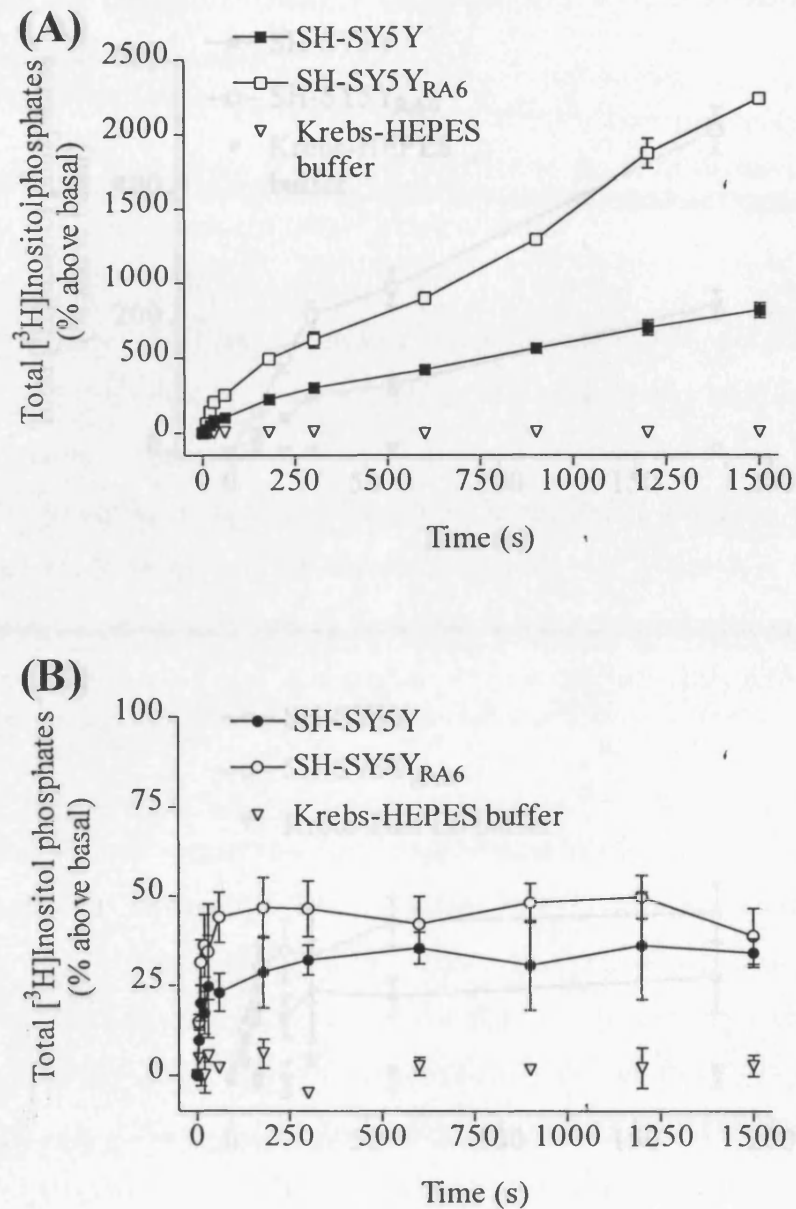 (A)
SH-SY5Y
SH-SY5Y_RA6
Krebs-HEPES
buffer
Total [³H]Inositolphosphates
(% above basal)
2500
2000
1500
1000
500
0
0 250 500 750 1000 1250 1500
Time (s)
(B)
SH-SY5Y
SH-SY5Y_RA6
Krebs-HEPES buffer
Total [³H]Inositol phosphates
(% above basal)
100
75
50
25
0
0 250 500 750 1000 1250 1500
Time (s)